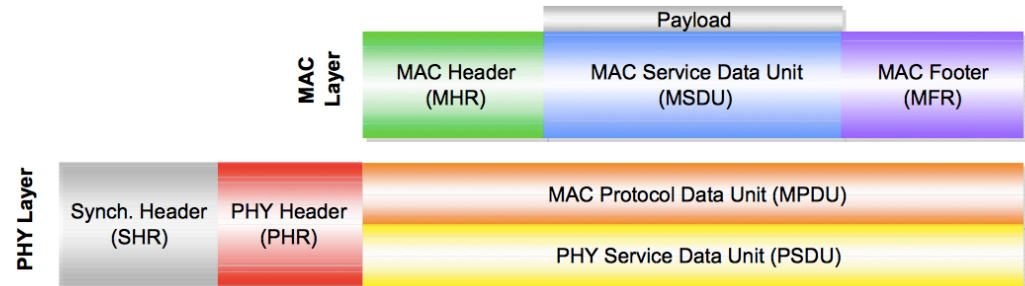 Payload
MAC
Layer
MAC Header
(MHR)
MAC Service Data Unit
(MSDU)
MAC Footer
(MFR)
PHY Layer
Synch. Header
(SHR)
PHY Header
(PHR)
MAC Protocol Data Unit (MPDU)
PHY Service Data Unit (PSDU)